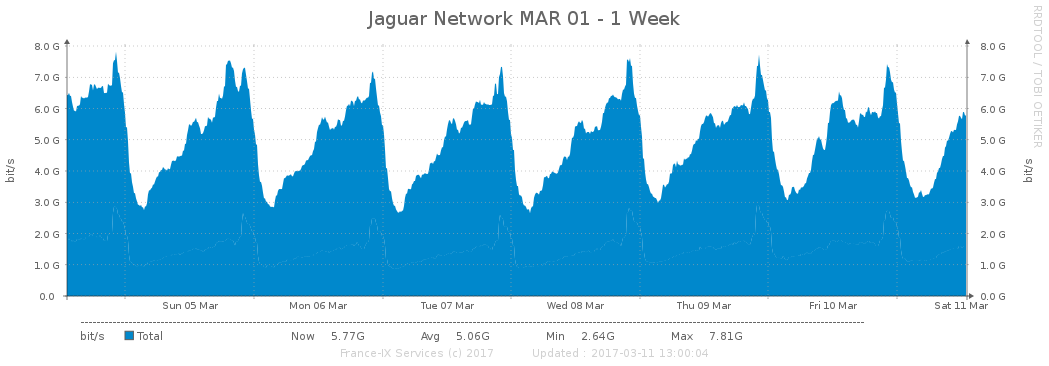 Jaguar Network MAR 01 - 1 Week
RRDTOOL / TOBI OETIKER
bit/s
8.0 G
7.0 G
6.0 G
5.0 G
4.0 G
3.0 G
2.0 G
1.0 G
0.0
8.0 G
7.0 G
6.0 G
5.0 G
4.0 G
3.0 G
2.0 G
1.0 G
0.0 G
bit/s
Sun 05 Mar Mon 06 Mar Tue 07 Mar Wed 08 Mar Thu 09 Mar Fri 10 Mar Sat 11 Mar
bit/s Total Now 5.77G Avg 5.06G Min 2.64G Max 7.81G
France-IX Services (c) 2017 Updated : 2017-03-11 13:00:04